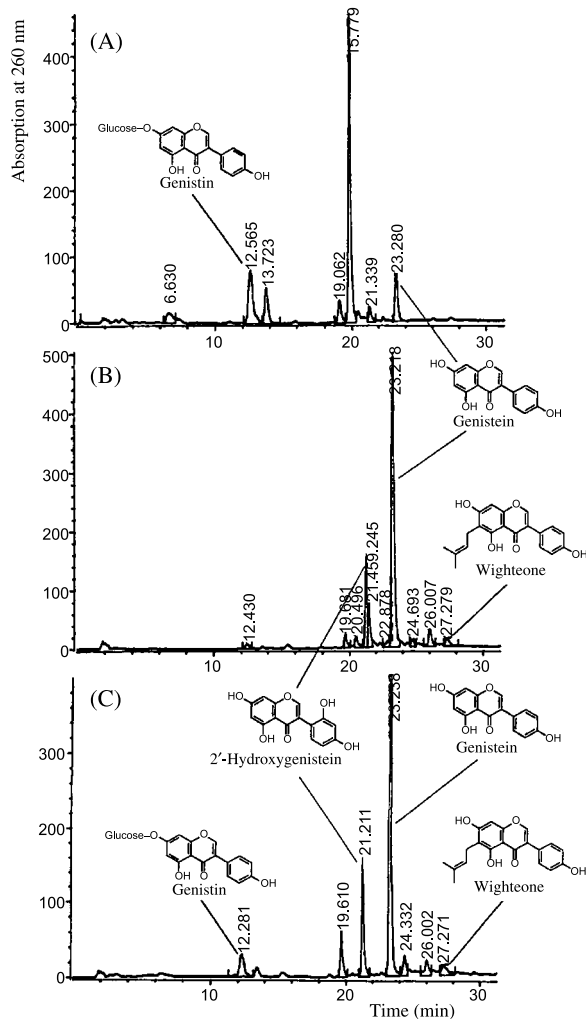 Absorption at 260 nm
(A)
400
300
200
100
0
10
20
30
6.630
12.565
13.723
19.062
15.779
21.339
23.280
Glucose–O
O
OH
O
OH
Genistin
(B)
500
400
300
200
100
0
10
20
30
12.430
19.681
20.496
21.459.245
22.878
23.218
24.693
26.007
27.279
HO
O
OH
O
OH
Genistein
HO
O
OH
O
OH
Wighteone
(C)
300
200
100
0
10
20
30
12.281
19.610
21.211
23.238
24.332
26.002
27.271
HO
O
OH
OH
O
OH
2′-Hydroxygenistein
Glucose–O
O
OH
O
OH
Genistin
HO
O
OH
O
OH
Genistein
HO
O
OH
O
OH
Wighteone
Time (min)